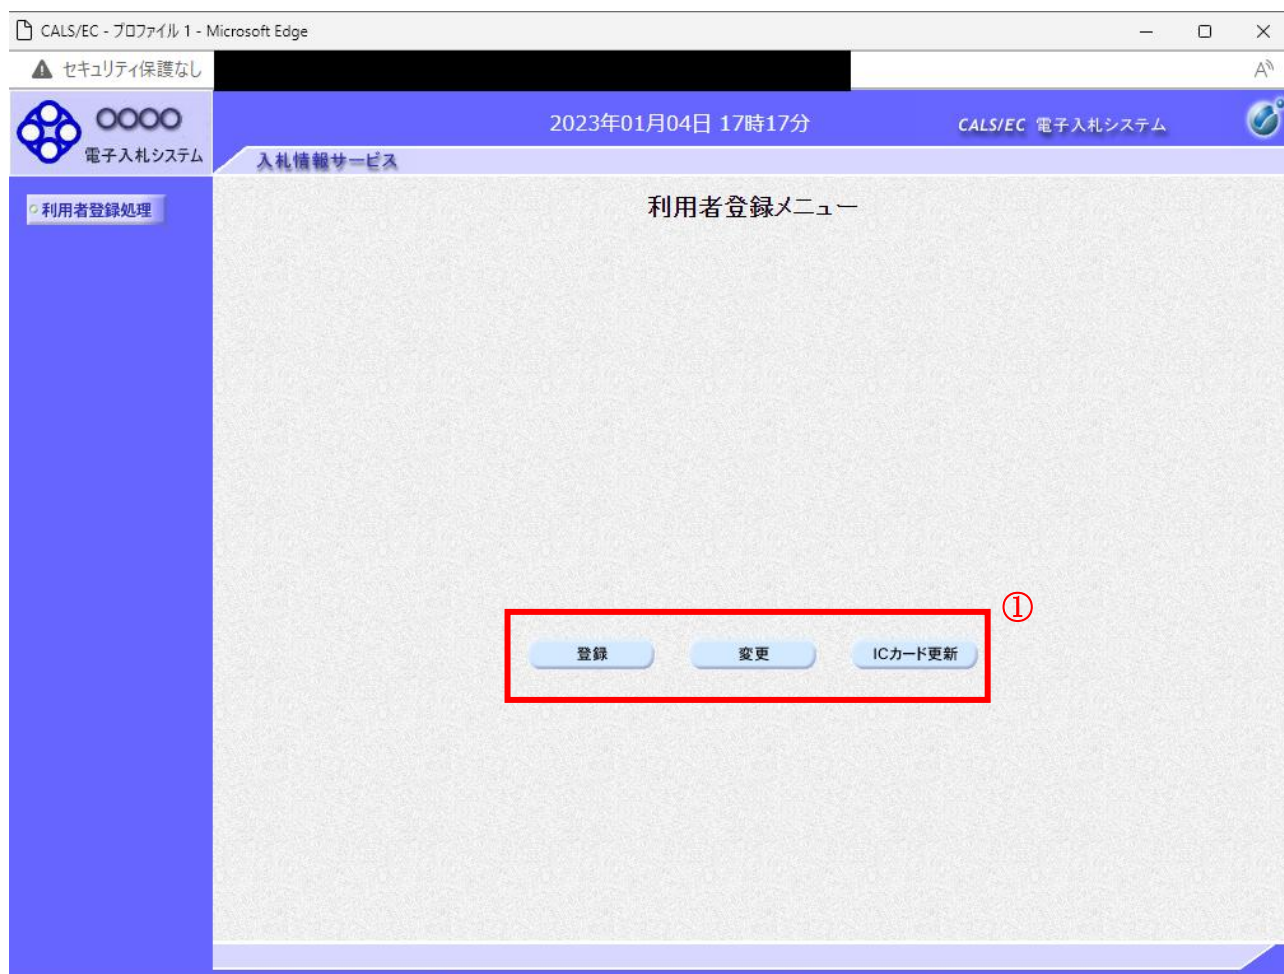 CALS/EC - プロファイル 1 - Microsoft Edge
セキュリティ保護なし
〇〇〇〇
電子入札システム
2023年01月04日 17時17分
CALS/EC 電子入札システム
入札情報サービス
利用者登録処理
利用者登録メニュー
①
登録 変更 ICカード更新